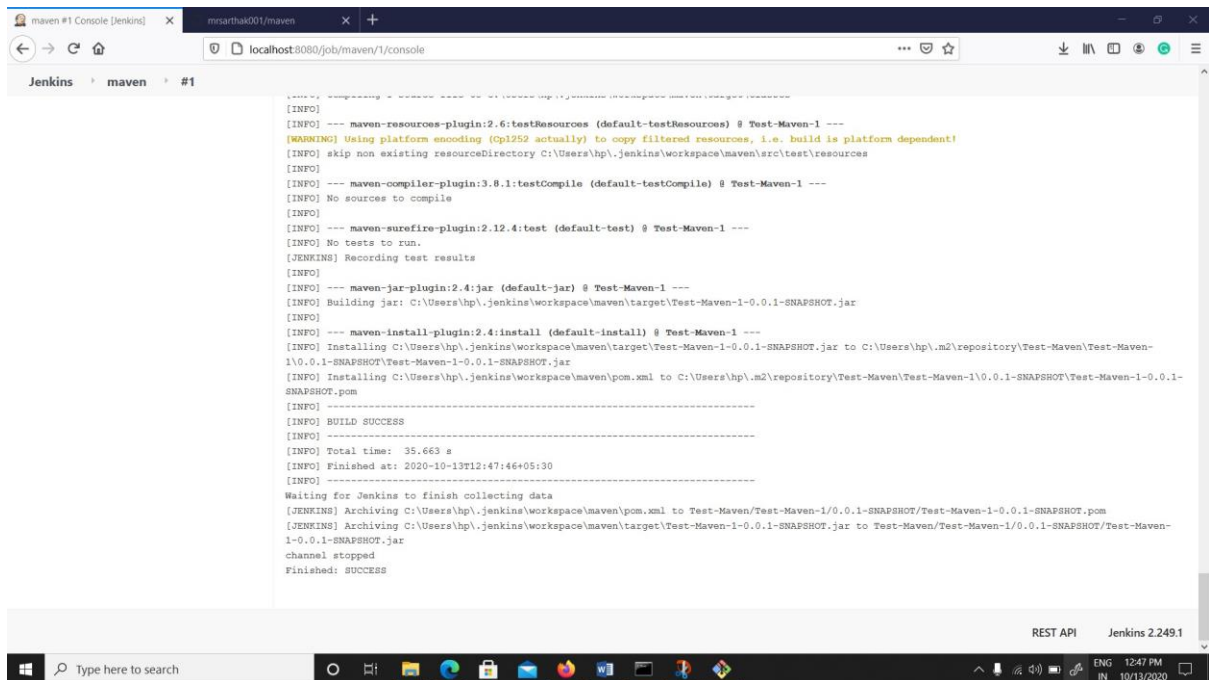 maven #1 Console [Jenkins]
mrsarthak001/maven
localhost:8080/job/maven/1/console
Jenkins maven #1
[INFO]
[INFO] --- maven-resources-plugin:2.6:testResources (default-testResources) @ Test-Maven-1 ---
[WARNING] Using platform encoding (Cp1252 actually) to copy filtered resources, i.e. build is platform dependent!
[INFO] skip non existing resourceDirectory C:\Users\hp\.jenkins\workspace\maven\src\test\resources
[INFO]
[INFO] --- maven-compiler-plugin:3.8.1:testCompile (default-testCompile) @ Test-Maven-1 ---
[INFO] No sources to compile
[INFO]
[INFO] --- maven-surefire-plugin:2.12.4:test (default-test) @ Test-Maven-1 ---
[INFO] No tests to run.
[JENKINS] Recording test results
[INFO]
[INFO] --- maven-jar-plugin:2.4:jar (default-jar) @ Test-Maven-1 ---
[INFO] Building jar: C:\Users\hp\.jenkins\workspace\maven\target\Test-Maven-1-0.0.1-SNAPSHOT.jar
[INFO]
[INFO] --- maven-install-plugin:2.4:install (default-install) @ Test-Maven-1 ---
[INFO] Installing C:\Users\hp\.jenkins\workspace\maven\target\Test-Maven-1-0.0.1-SNAPSHOT.jar to C:\Users\hp\.m2\repository\Test-Maven\Test-Maven-
1\0.0.1-SNAPSHOT\Test-Maven-1-0.0.1-SNAPSHOT.jar
[INFO] Installing C:\Users\hp\.jenkins\workspace\maven\pom.xml to C:\Users\hp\.m2\repository\Test-Maven\Test-Maven-1\0.0.1-SNAPSHOT\Test-Maven-1-0.0.1-
SNAPSHOT.pom
[INFO] ------------------------------------------------------------------------
[INFO] BUILD SUCCESS
[INFO] ------------------------------------------------------------------------
[INFO] Total time: 35.663 s
[INFO] Finished at: 2020-10-13T12:47:46+05:30
[INFO] ------------------------------------------------------------------------
Waiting for Jenkins to finish collecting data
[JENKINS] Archiving C:\Users\hp\.jenkins\workspace\maven\pom.xml to Test-Maven/Test-Maven-1/0.0.1-SNAPSHOT/Test-Maven-1-0.0.1-SNAPSHOT.pom
[JENKINS] Archiving C:\Users\hp\.jenkins\workspace\maven\target\Test-Maven-1-0.0.1-SNAPSHOT.jar to Test-Maven/Test-Maven-1/0.0.1-SNAPSHOT/Test-Maven-
1-0.0.1-SNAPSHOT.jar
channel stopped
Finished: SUCCESS
REST API Jenkins 2.249.1
Type here to search
ENG 12:47 PM
IN 10/13/2020